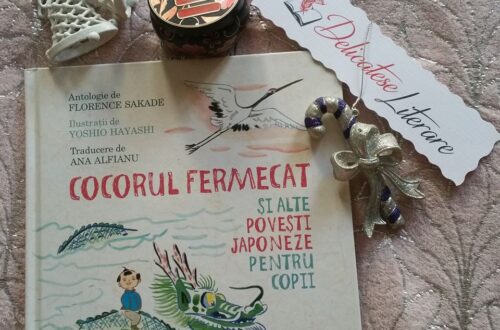 Antologie de
FLORENCE SAKADE
Ilustrații de
YOSHIO HAYASHI
Traducere de
ANA ALFIANU
COCORUL FERMECAT
ȘI ALTE
POVEȘTI
JAPONEZE
PENTRU
COPII
Delicatese
Literare